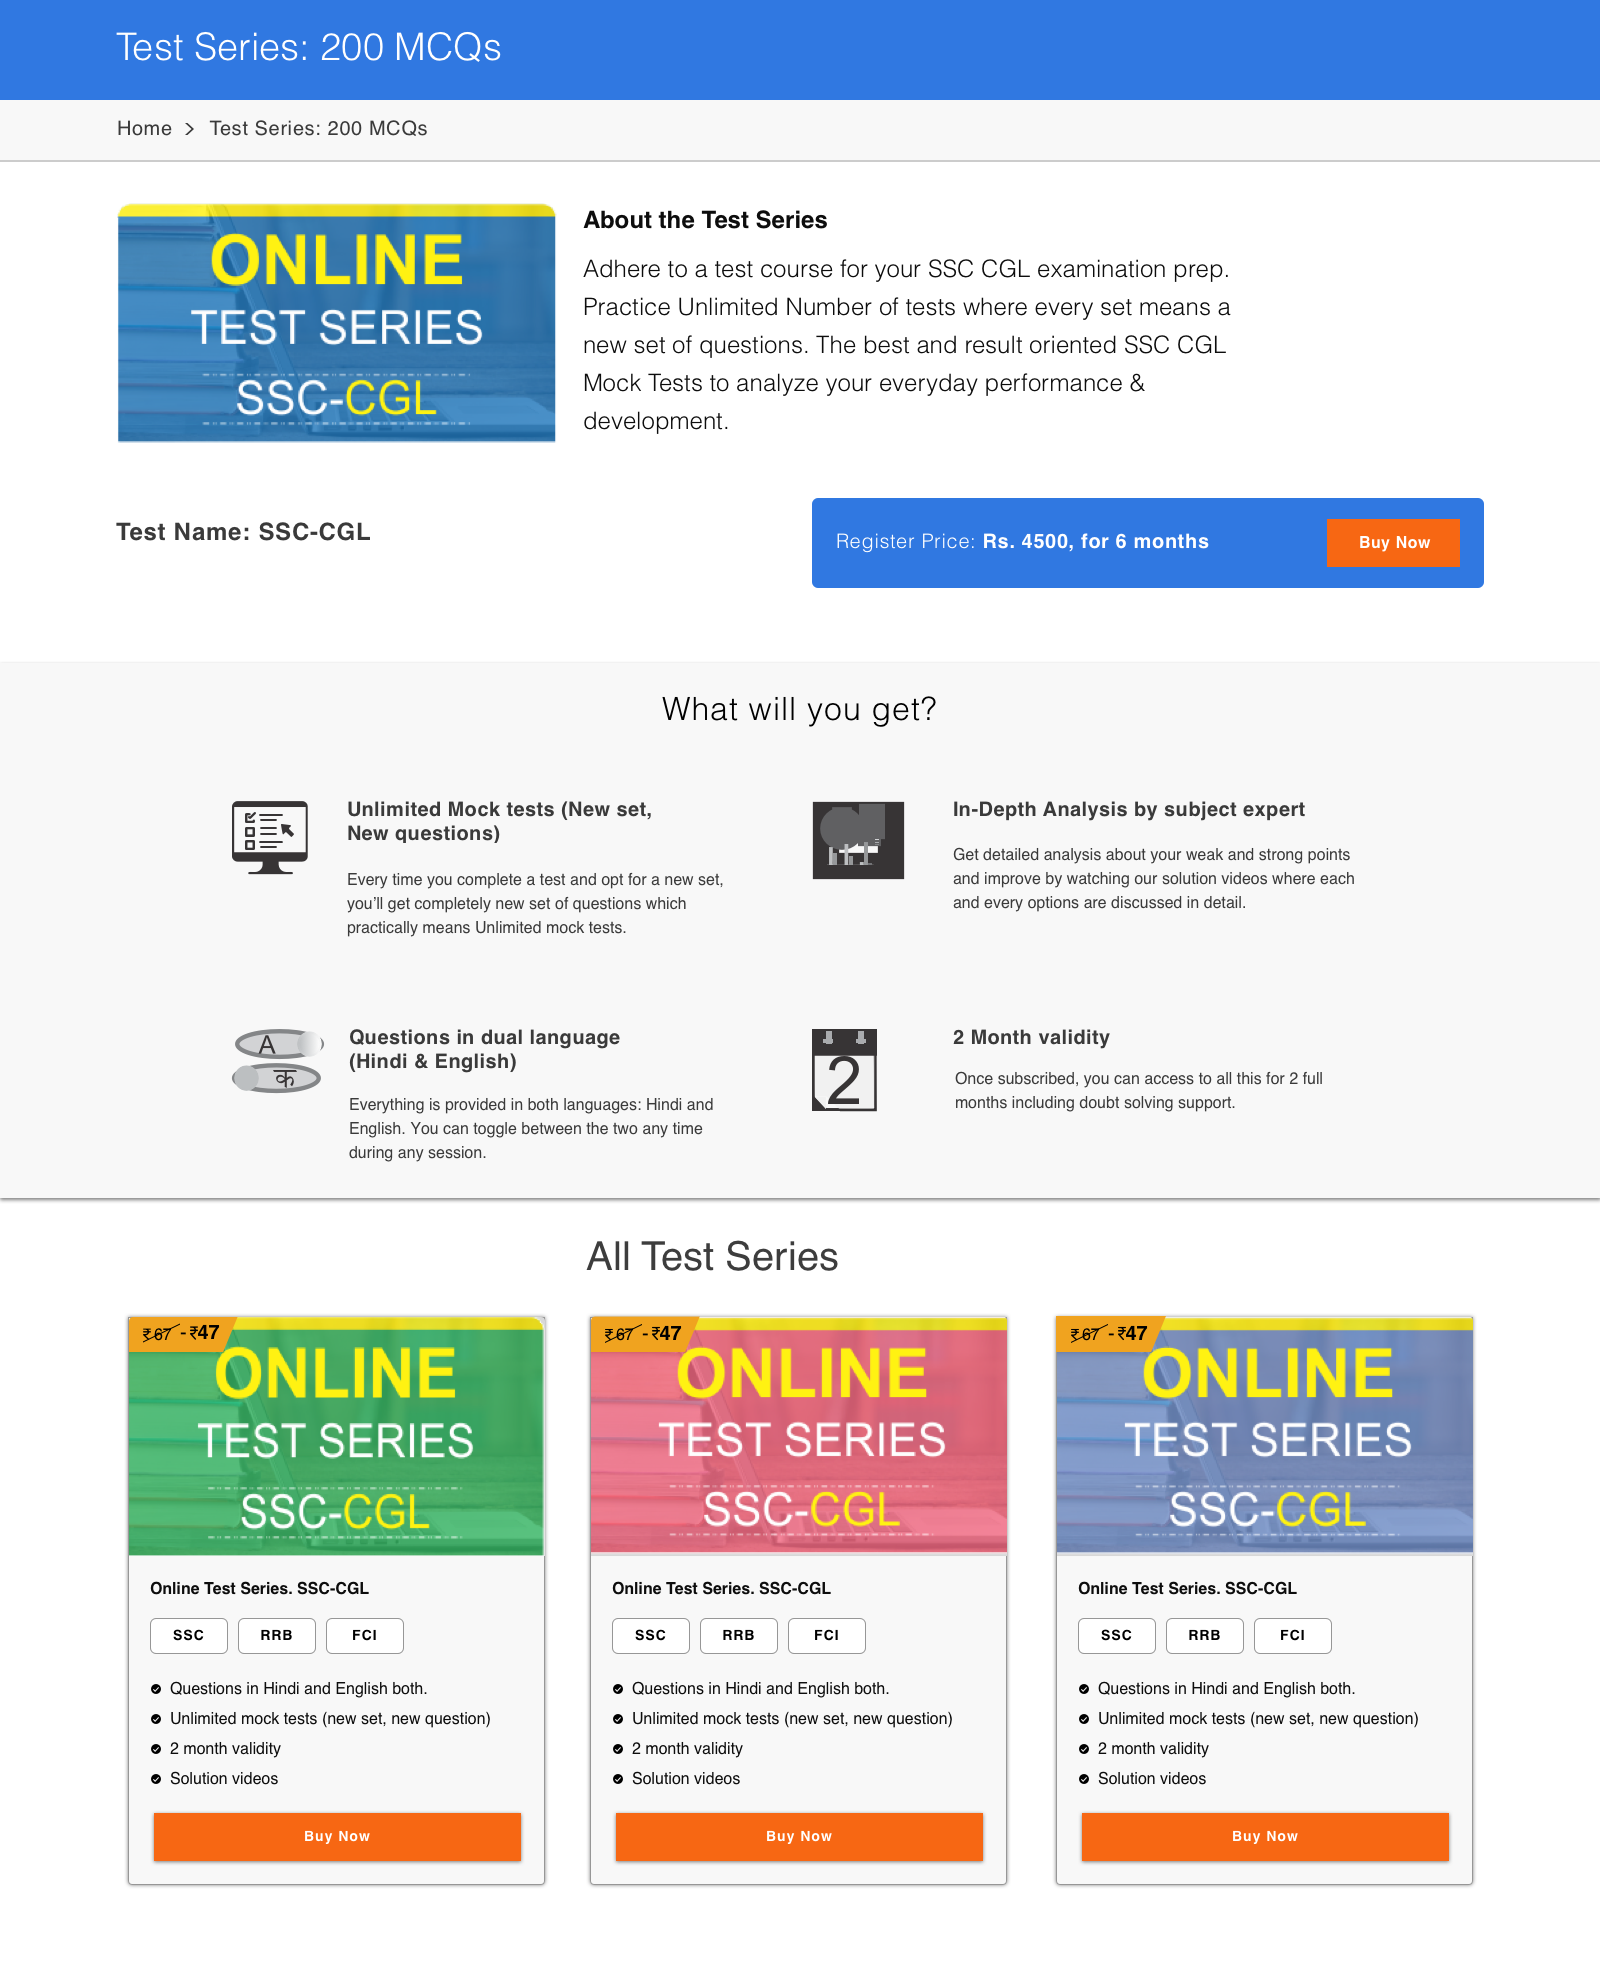 Test Series: 200 MCQs
Home > Test Series: 200 MCQs
ONLINE
TEST SERIES
SSC-CGL
About the Test Series
Adhere to a test course for your SSC CGL examination prep.
Practice Unlimited Number of tests where every set means a
new set of questions. The best and result oriented SSC CGL
Mock Tests to analyze your everyday performance &
development.
Test Name: SSC-CGL
Register Price: Rs. 4500, for 6 months
Buy Now
What will you get?
Unlimited Mock tests (New set,
New questions)
Every time you complete a test and opt for a new set,
you'll get completely new set of questions which
practically means Unlimited mock tests.
In-Depth Analysis by subject expert
Get detailed analysis about your weak and strong points
and improve by watching our solution videos where each
and every options are discussed in detail.
A
क
Questions in dual language
(Hindi & English)
Everything is provided in both languages: Hindi and
English. You can toggle between the two any time
during any session.
2
2 Month validity
Once subscribed, you can access to all this for 2 full
months including doubt solving support.
All Test Series
₹ 67 - ₹47
ONLINE
TEST SERIES
SSC-CGL
Online Test Series. SSC-CGL
SSC RRB FCI
Questions in Hindi and English both.
Unlimited mock tests (new set, new question)
2 month validity
Solution videos
Buy Now
₹ 67 - ₹47
ONLINE
TEST SERIES
SSC-CGL
Online Test Series. SSC-CGL
SSC RRB FCI
Questions in Hindi and English both.
Unlimited mock tests (new set, new question)
2 month validity
Solution videos
Buy Now
₹ 67 - ₹47
ONLINE
TEST SERIES
SSC-CGL
Online Test Series. SSC-CGL
SSC RRB FCI
Questions in Hindi and English both.
Unlimited mock tests (new set, new question)
2 month validity
Solution videos
Buy Now